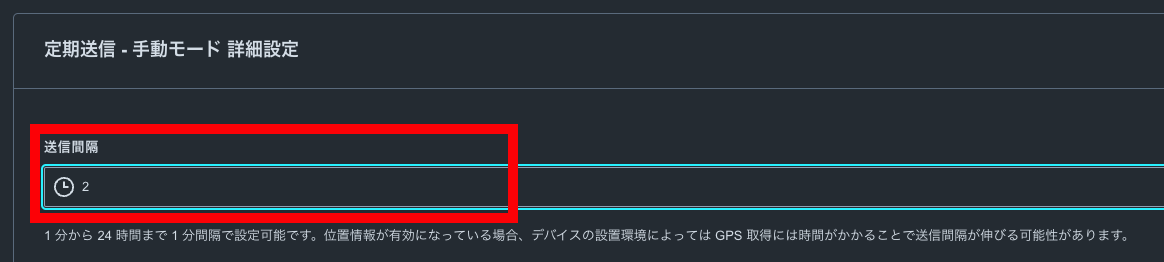 定期送信 - 手動モード 詳細設定
送信間隔
2
1 分から 24 時間まで 1 分間隔で設定可能です。位置情報が有効になっている場合、デバイスの設置環境によっては GPS 取得には時間がかかることで送信間隔が伸びる可能性があります。